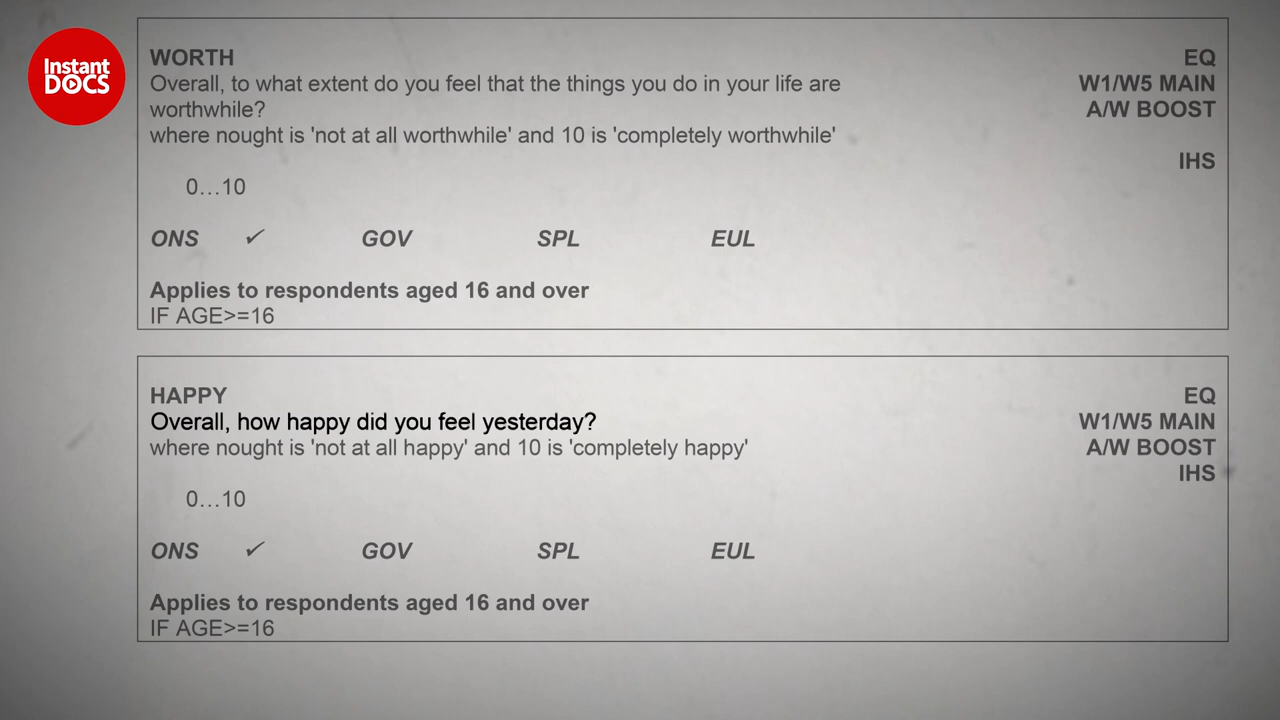 Instant
DOCS
WORTH
EQ
Overall, to what extent do you feel that the things you do in your life are
W1/W5 MAIN
worthwhile?
A/W BOOST
where nought is 'not at all worthwhile' and 10 is 'completely worthwhile'
IHS
0…10
ONS ✓ GOV SPL EUL
Applies to respondents aged 16 and over
IF AGE>=16
HAPPY
EQ
Overall, how happy did you feel yesterday?
W1/W5 MAIN
where nought is 'not at all happy' and 10 is 'completely happy'
A/W BOOST
IHS
0…10
ONS ✓ GOV SPL EUL
Applies to respondents aged 16 and over
IF AGE>=16